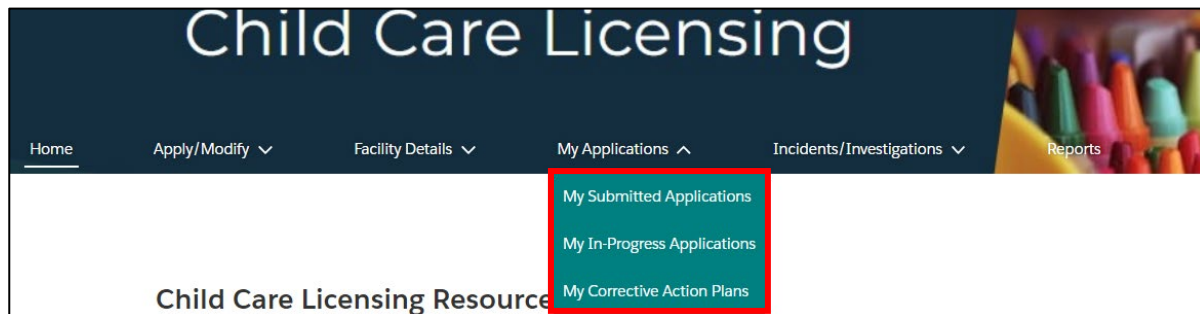 Child Care Licensing
Home Apply/Modify Facility Details My Applications Incidents/Investigations Reports
My Submitted Applications
My In-Progress Applications
My Corrective Action Plans
Child Care Licensing Resource